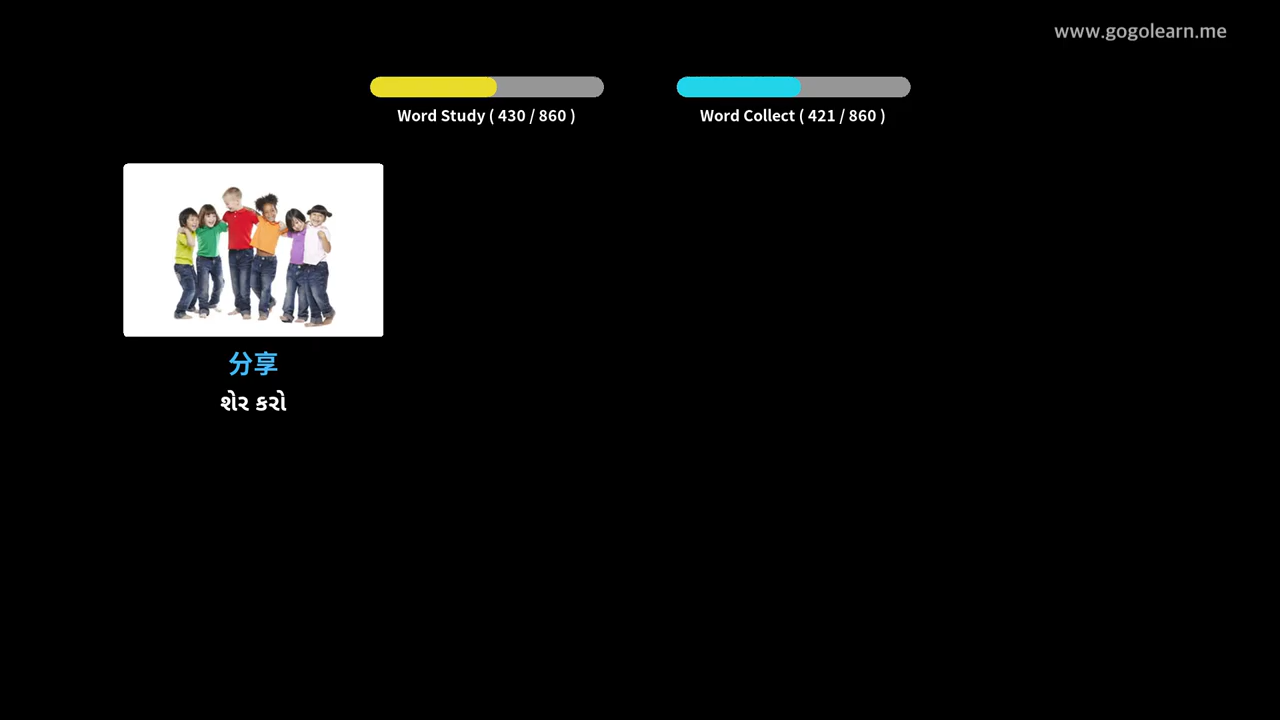 www.gogolearn.me
Word Study ( 430 / 860 )
Word Collect ( 421 / 860 )
分享
શેર કરો